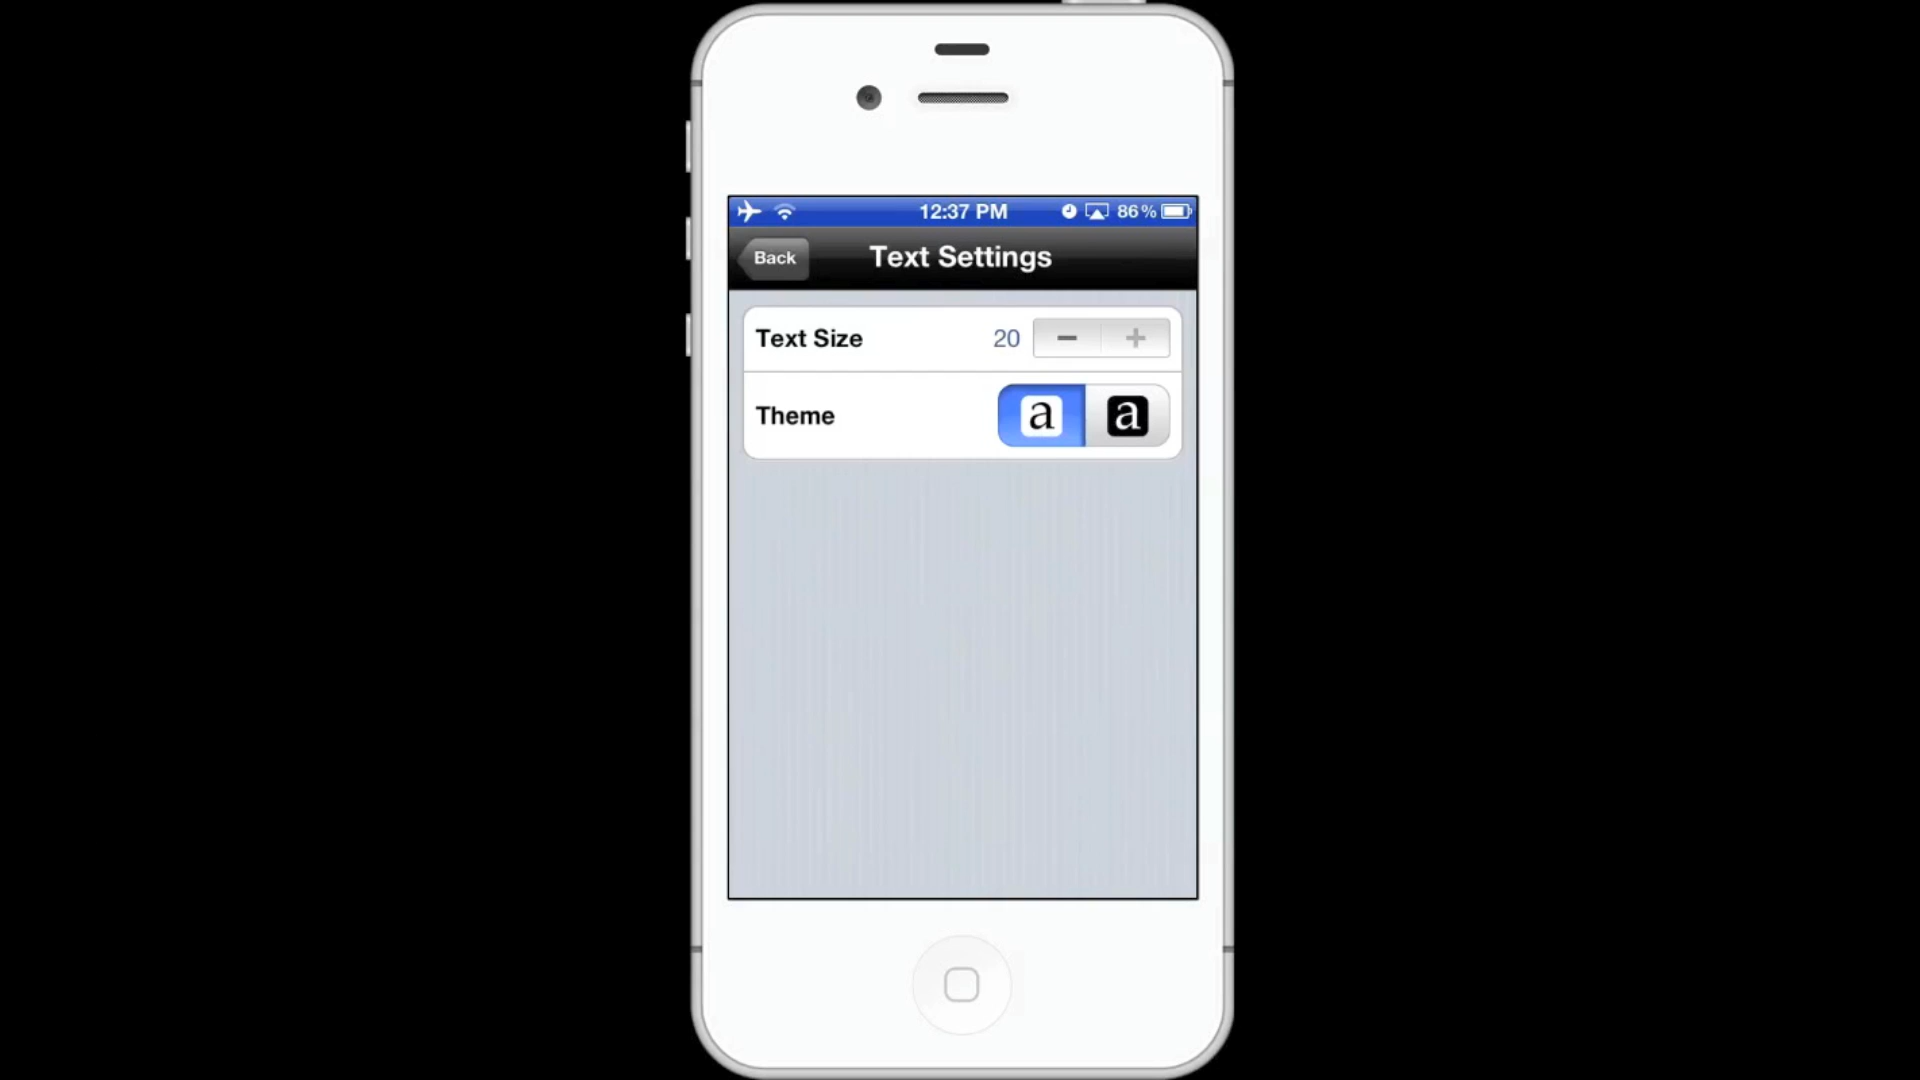 12:37 PM 86%
Back Text Settings
Text Size 20 − +
Theme a a